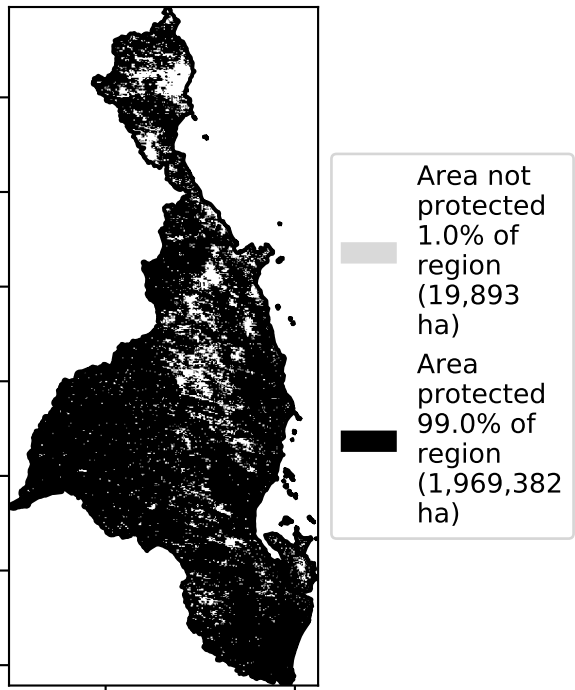 Area not
protected
1.0% of
region
(19,893
ha)
Area
protected
99.0% of
region
(1,969,382
ha)